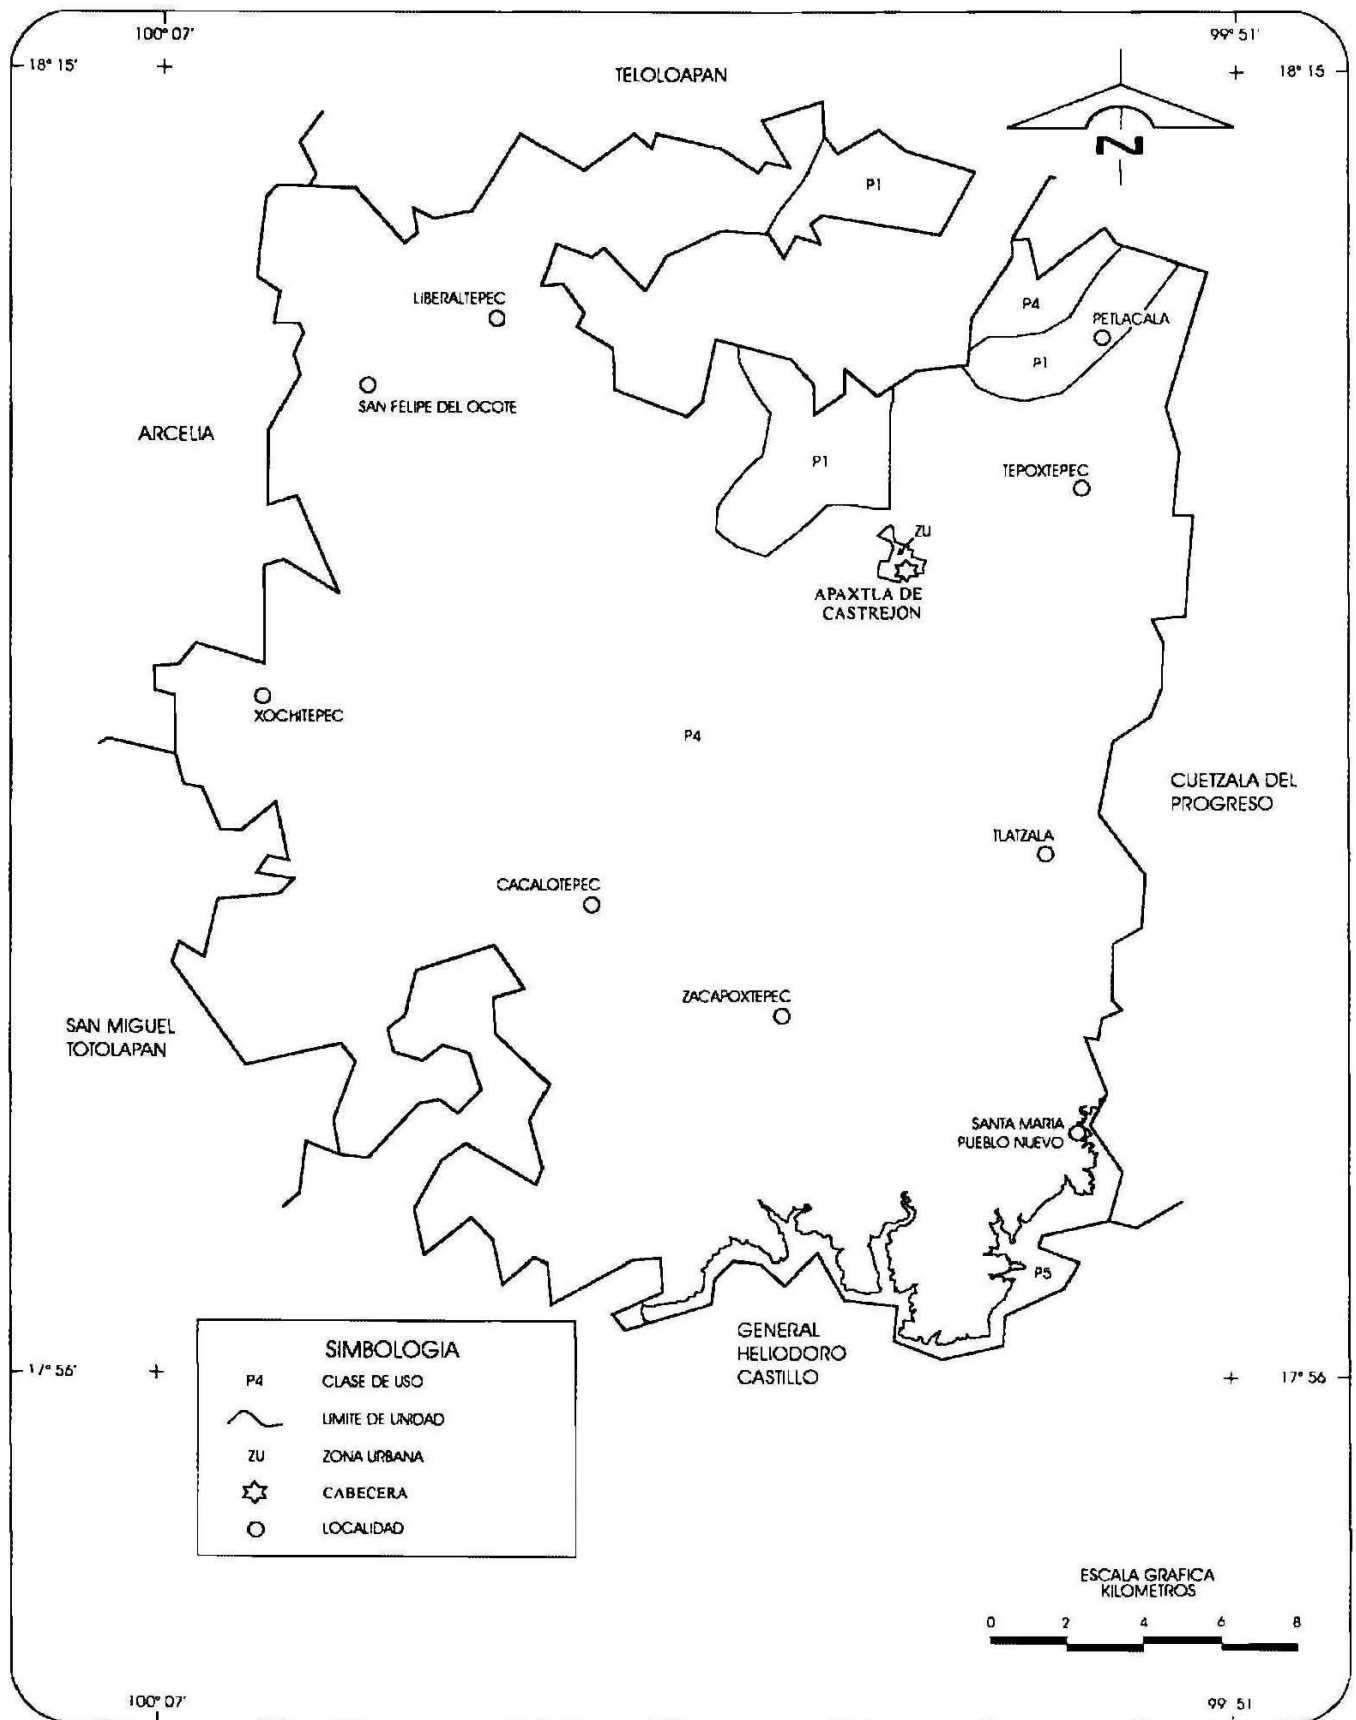 100° 07'
99° 51'
18° 15'
18° 15
TELOLOAPAN
N
P1
LIBERALTEPEC
P4
PETLACALA
P1
SAN FELIPE DEL OCOTE
ARCELIA
P1
TEPOXTEPEC
ZU
APAXTLA DE
CASTREJON
XOCHITEPEC
P4
CUETZALA DEL
PROGRESO
TLATZALA
CACALOTEPEC
ZACAPOXTEPEC
SAN MIGUEL
TOTOLAPAN
SANTA MARIA
PUEBLO NUEVO
P5
GENERAL
HELIODORO
CASTILLO
17° 56'
17° 56
SIMBOLOGIA
P4 CLASE DE USO
LIMITE DE UNIDAD
ZU ZONA URBANA
CABECERA
LOCALIDAD
ESCALA GRAFICA
KILOMETROS
0 2 4 6 8
100° 07'
99° 51